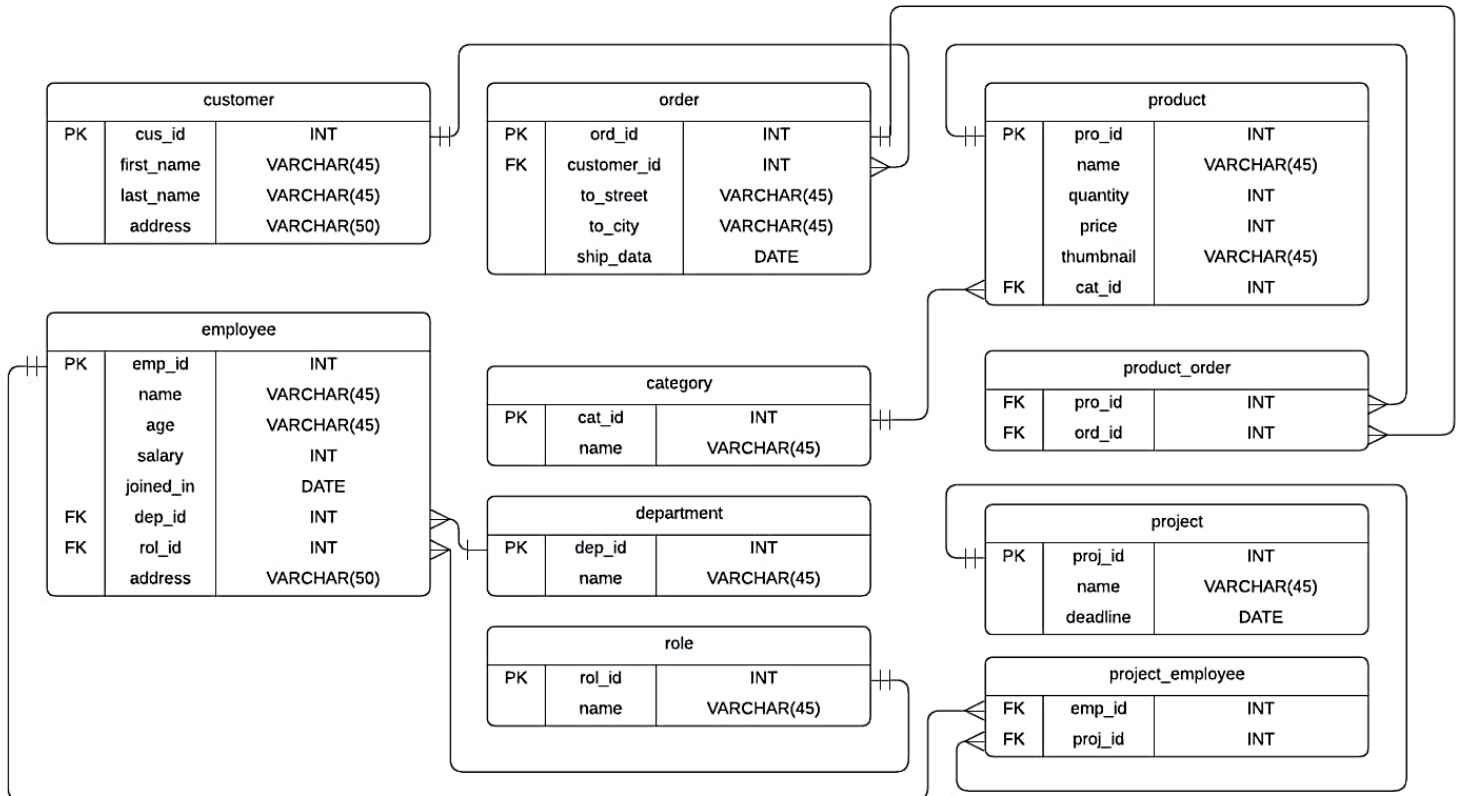 customer
PK cus_id INT
first_name VARCHAR(45)
last_name VARCHAR(45)
address VARCHAR(50)
order
PK ord_id INT
FK customer_id INT
to_street VARCHAR(45)
to_city VARCHAR(45)
ship_data DATE
product
PK pro_id INT
name VARCHAR(45)
quantity INT
price INT
thumbnail VARCHAR(45)
FK cat_id INT
employee
PK emp_id INT
name VARCHAR(45)
age VARCHAR(45)
salary INT
joined_in DATE
FK dep_id INT
FK rol_id INT
address VARCHAR(50)
category
PK cat_id INT
name VARCHAR(45)
product_order
FK pro_id INT
FK ord_id INT
department
PK dep_id INT
name VARCHAR(45)
project
PK proj_id INT
name VARCHAR(45)
deadline DATE
role
PK rol_id INT
name VARCHAR(45)
project_employee
FK emp_id INT
FK proj_id INT